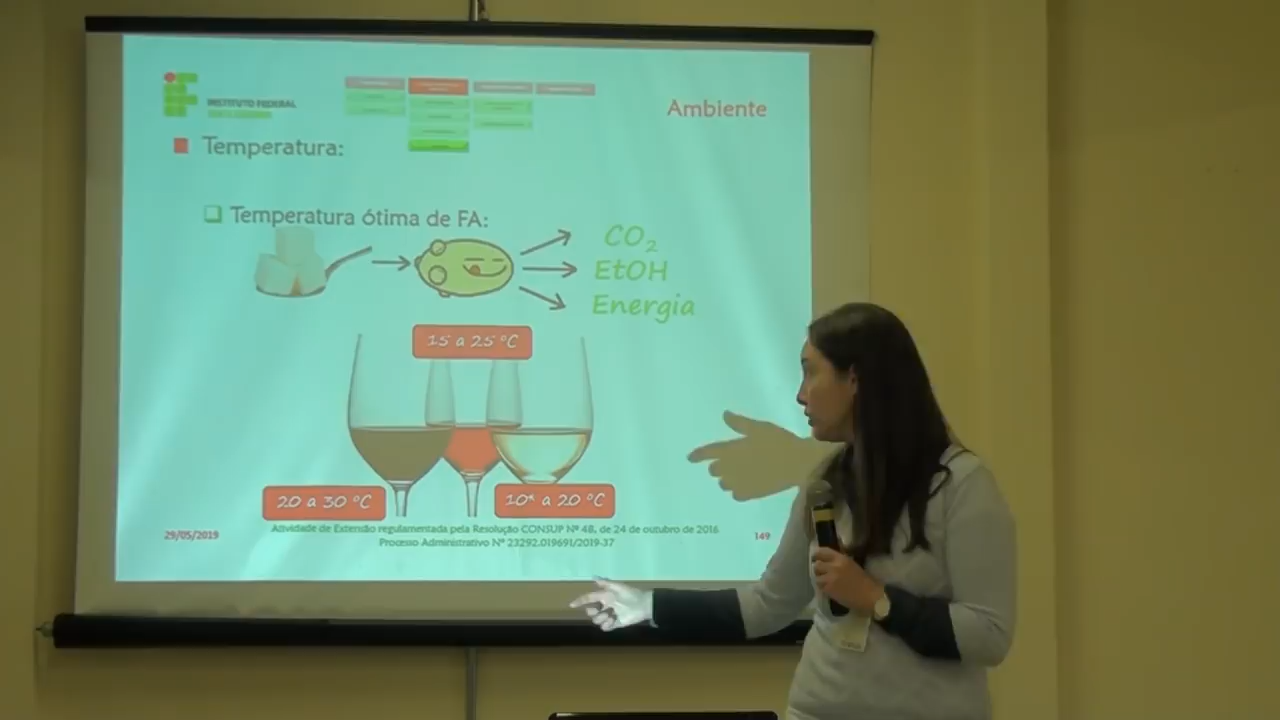 INSTITUTO FEDERAL
Ambiente
Temperatura:
Temperatura ótima de FA:
CO₂
EtOH
Energia
15 a 25 °C
20 a 30 °C
10* a 20 °C
Atividade de Extensão regulamentada pela Resolução CONSUP Nº 48, de 24 de outubro de 2016
29/05/2019
Processo Administrativo Nº 23292.019691/2019-37
149